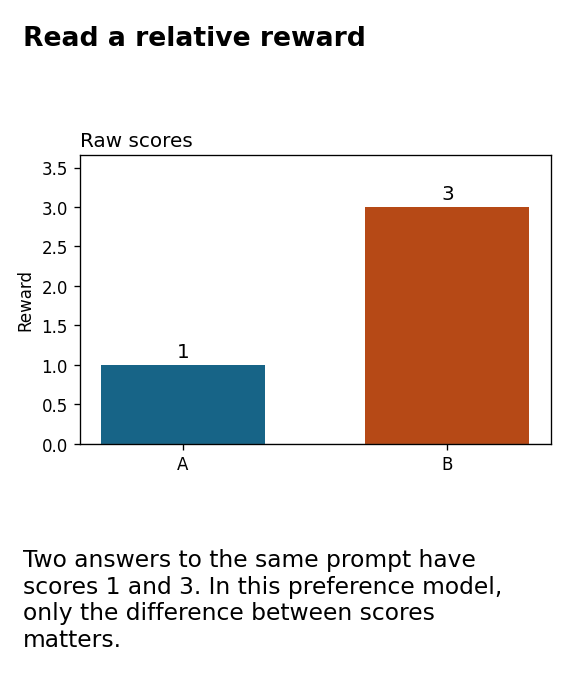 Read a relative reward
Raw scores
3.5
3.0
2.5
2.0
1.5
1.0
0.5
0.0
Reward
1
3
A
B
Two answers to the same prompt have
scores 1 and 3. In this preference model,
only the difference between scores
matters.